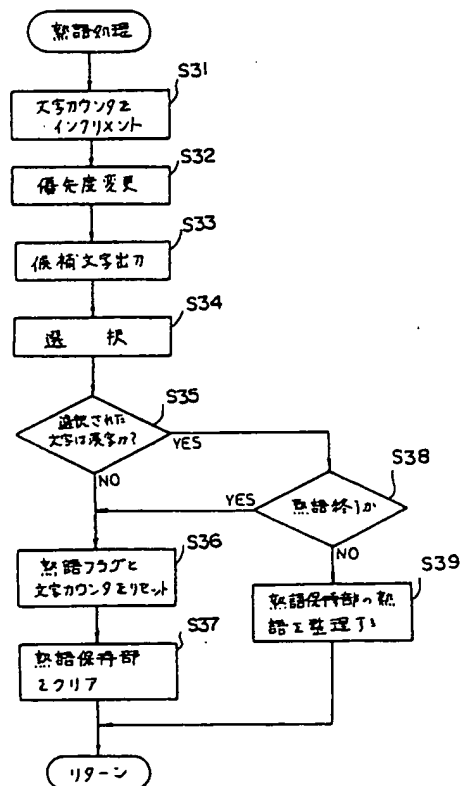 熟語処理
S31
文字カウンタを
インクリメント
S32
優先度変更
S33
候補文字出力
S34
選択
S35
選択された
文字は漢字か?
YES
NO
S38
熟語終りか
YES
NO
S36
熟語フラグと
文字カウンタをリセット
S39
熟語保持部の熟
語を整理する
S37
熟語保持部
をクリア
リターン